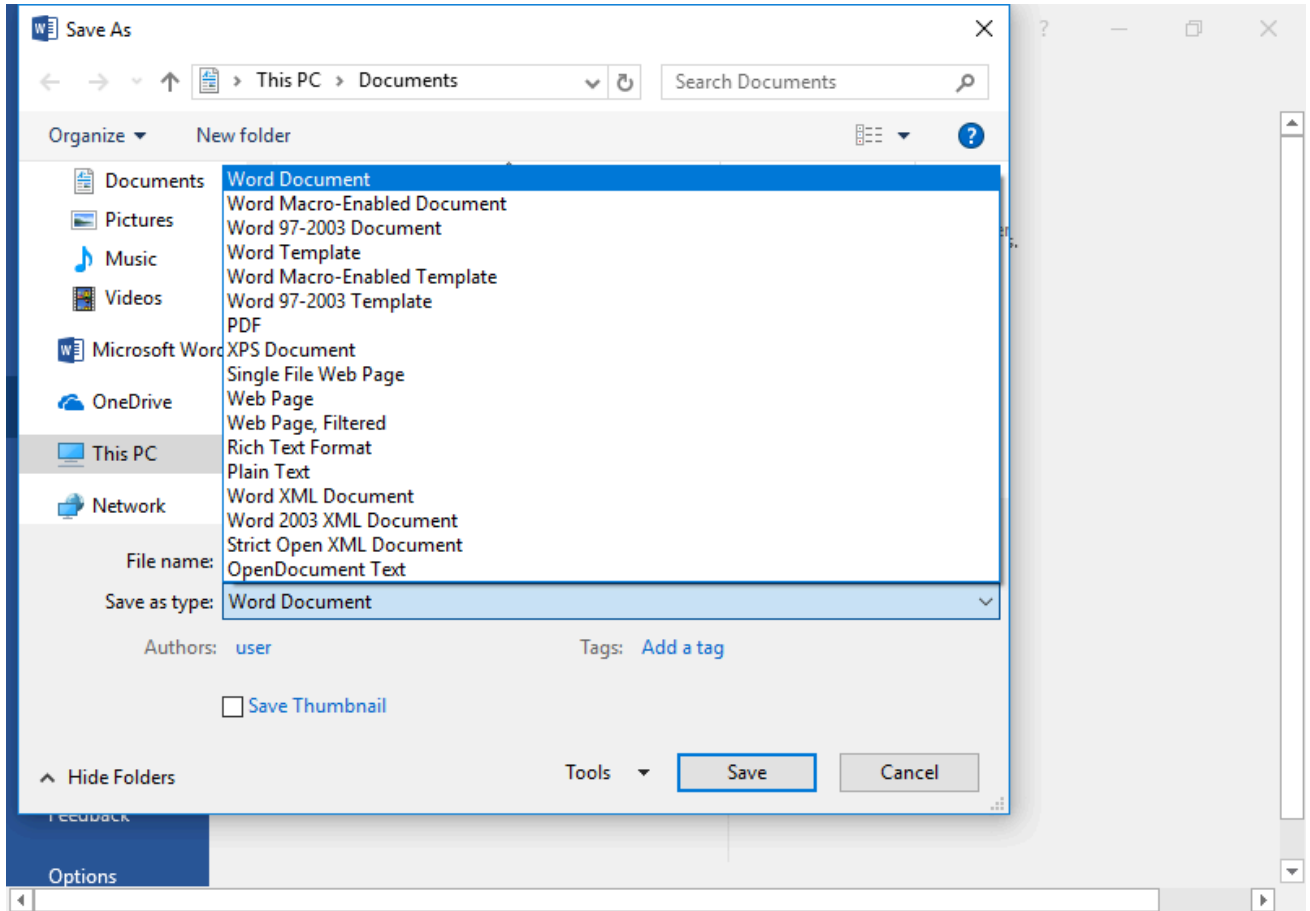 Save As
This PC > Documents
Search Documents
Organize
New folder
Documents
Pictures
Music
Videos
Microsoft Word
OneDrive
This PC
Network
Word Document
Word Macro-Enabled Document
Word 97-2003 Document
Word Template
Word Macro-Enabled Template
Word 97-2003 Template
PDF
XPS Document
Single File Web Page
Web Page
Web Page, Filtered
Rich Text Format
Plain Text
Word XML Document
Word 2003 XML Document
Strict Open XML Document
OpenDocument Text
File name:
Save as type: Word Document
Authors: user
Tags: Add a tag
Save Thumbnail
Hide Folders
Tools
Save
Cancel
Feedback
Options